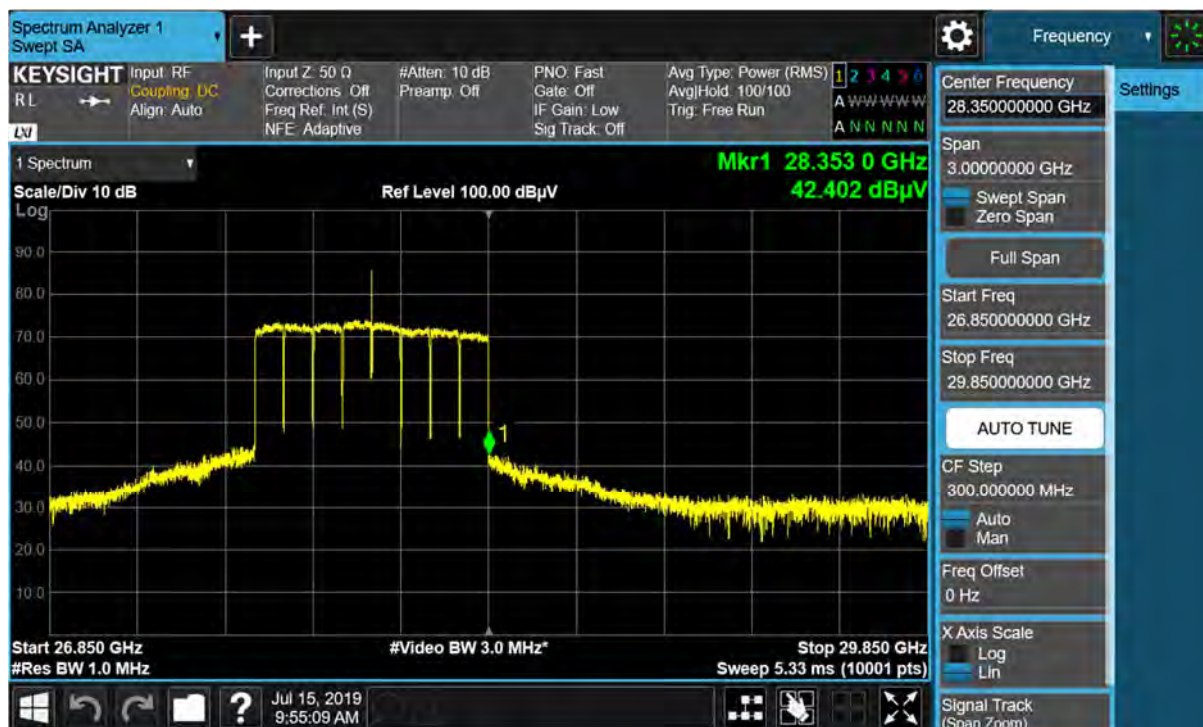 Spectrum Analyzer 1
Swept SA
+
Frequency
KEYSIGHT
RL
LXI
Input: RF
Coupling: DC
Align: Auto
Input Z: 50 Ω
Corrections: Off
Freq Ref: Int (S)
NFE: Adaptive
#Atten: 10 dB
Preamp: Off
PNO: Fast
Gate: Off
IF Gain: Low
Sig Track: Off
Avg Type: Power (RMS)
Avg|Hold: 100/100
Trig: Free Run
1 2 3 4 5 6
A W W W W W
A N N N N N
1 Spectrum
Scale/Div 10 dB
Ref Level 100.00 dBµV
Mkr1 28.353 0 GHz
42.402 dBµV
Log
90.0
80.0
70.0
60.0
50.0
40.0
30.0
20.0
10.0
1
Start 26.850 GHz
#Video BW 3.0 MHz*
Stop 29.850 GHz
#Res BW 1.0 MHz
Sweep 5.33 ms (10001 pts)
?
Jul 15, 2019
9:55:09 AM
Center Frequency
28.350000000 GHz
Span
3.00000000 GHz
Swept Span
Zero Span
Full Span
Start Freq
26.850000000 GHz
Stop Freq
29.850000000 GHz
AUTO TUNE
CF Step
300.000000 MHz
Auto
Man
Freq Offset
0 Hz
X Axis Scale
Log
Lin
Signal Track
(Span Zoom)
Settings